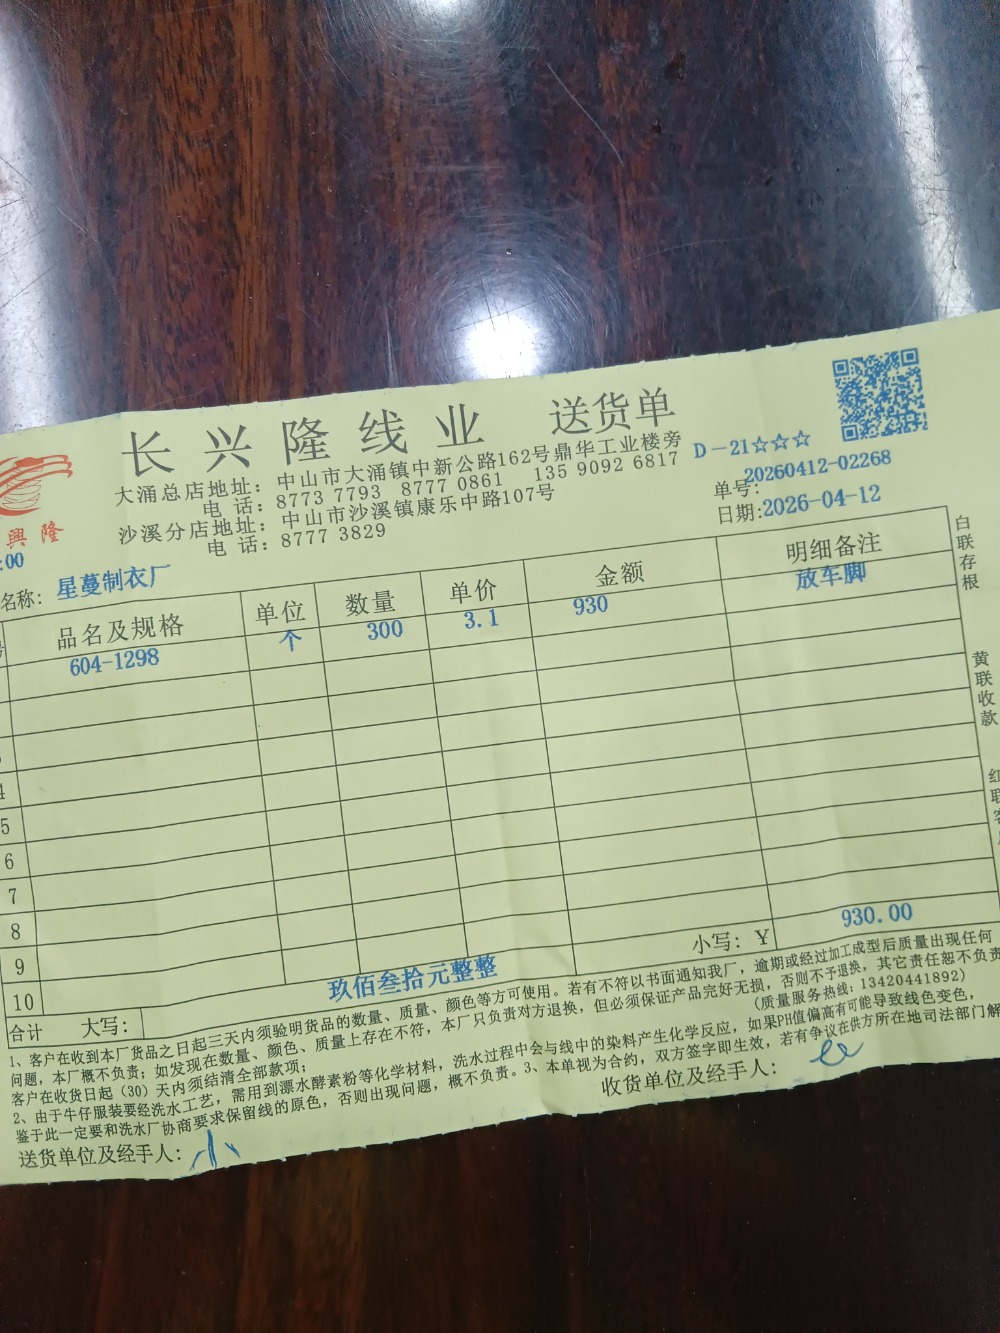 长兴隆线业 送货单
大涌总店地址：中山市大涌镇中新公路162号鼎华工业楼旁
电 话：8773 7793 8777 0861 135 9092 6817
沙溪分店地址：中山市沙溪镇康乐中路107号
电 话：8777 3829
D-21☆☆☆
单号：20260412-02268
日期：2026-04-12
興隆
:00
名称：星蔓制衣厂
品名及规格 单位 数量 单价 金额 明细备注
604-1298 个 300 3.1 930 放车脚
4
5
6
7
8
9
10
合计 大写： 玖佰叁拾元整整 小写：¥ 930.00
1、客户在收到本厂货品之日起三天内须验明货品的数量、质量、颜色等方可使用。若有不符以书面通知我厂，逾期或经过加工成型后质量出现任何
问题，本厂概不负责；如发现在数量、颜色、质量上存在不符，本厂只负责对方退换，但必须保证产品完好无损，否则不予退换，其它责任恕不负责
客户在收货日起（30）天内须结清全部款项；
（质量服务热线：13420441892）
2、由于牛仔服装要经洗水工艺，需用到漂水酵素粉等化学材料，洗水过程中会与线中的染料产生化学反应，如果PH值偏高有可能导致线色变色，
鉴于此一定要和洗水厂协商要求保留线的原色，否则出现问题，概不负责。3、本单视为合约，双方签字即生效，若有争议在供方所在地司法部门解
送货单位及经手人：小
收货单位及经手人：
白联存根
黄联收款
红联客